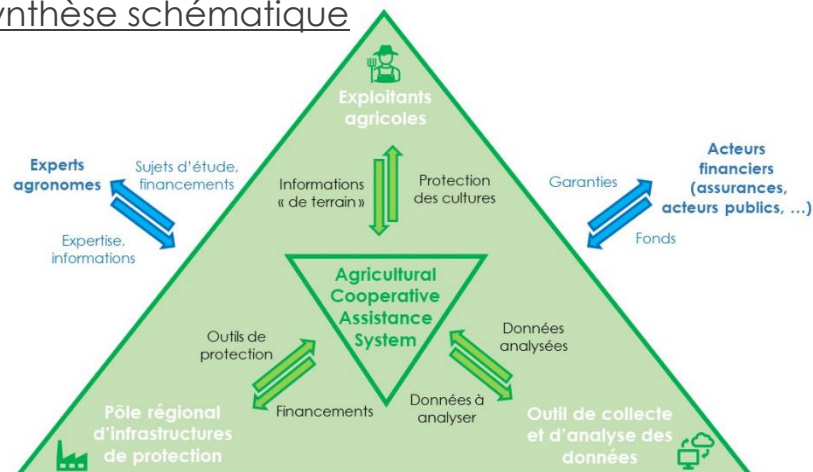 ynthèse schématique
Exploitants
agricoles
Experts
agronomes
Sujets d'étude,
financements
Expertise,
informations
Informations
« de terrain »
Protection
des cultures
Garanties
Fonds
Acteurs
financiers
(assurances,
acteurs publics, ...)
Agricultural
Cooperative
Assistance
System
Outils de
protection
Financements
Données
analysées
Données à
analyser
Pôle régional
d'infrastructures
de protection
Outil de collecte
et d'analyse des
données